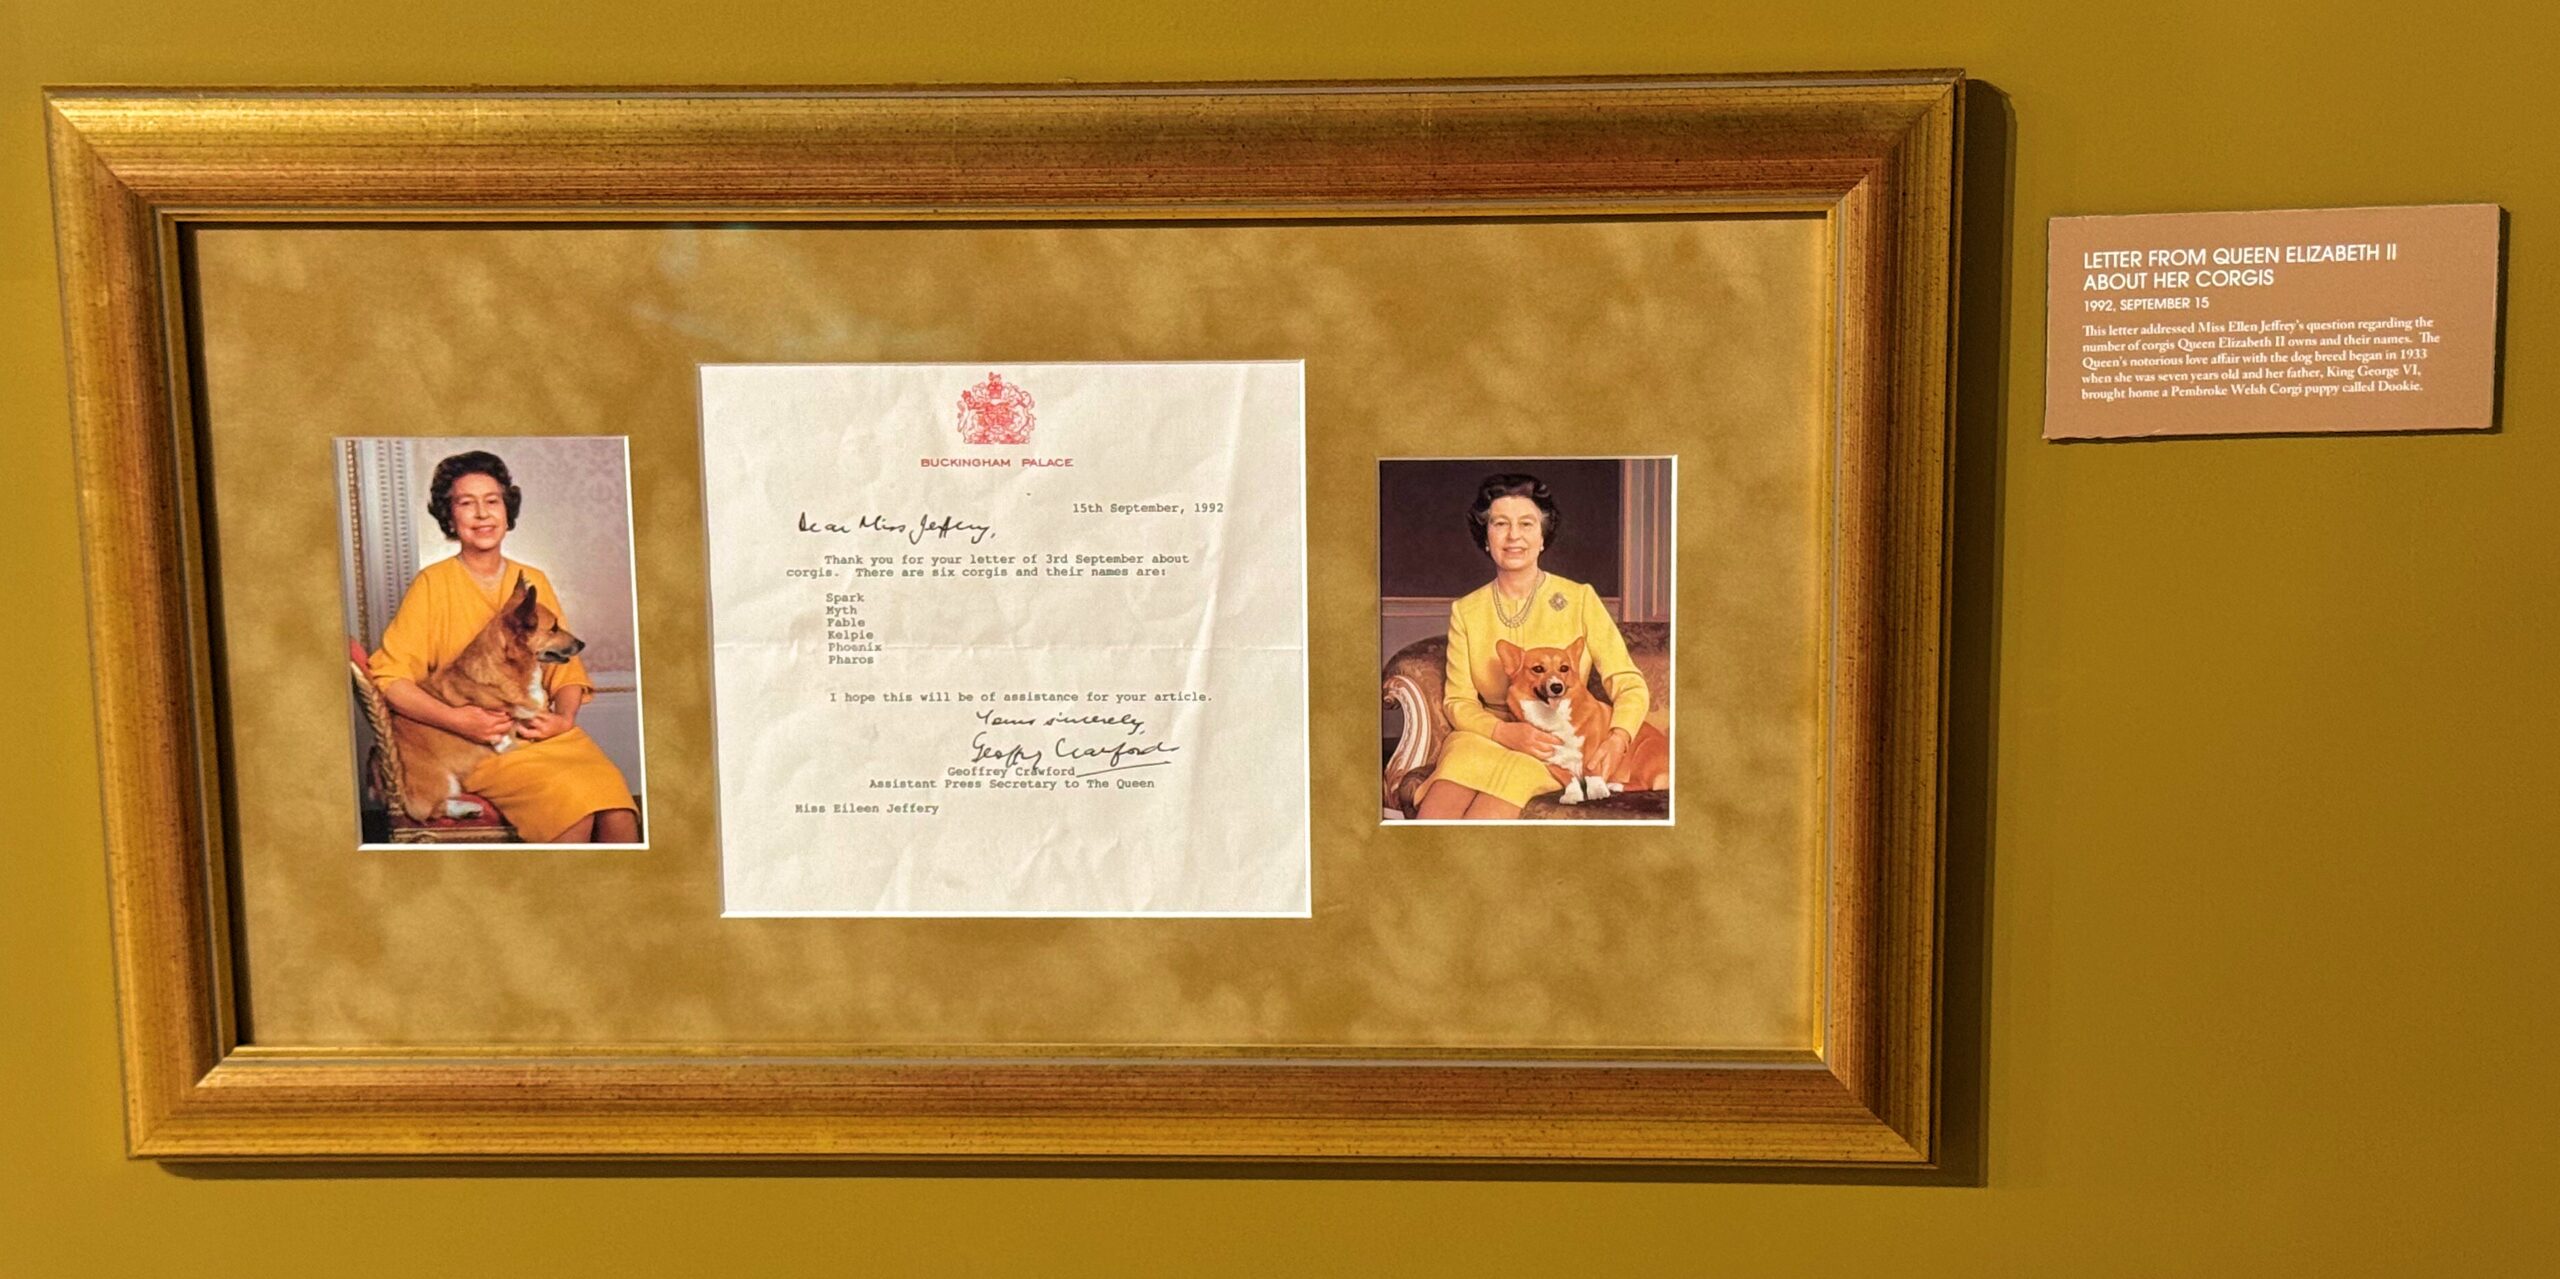 BUCKINGHAM PALACE
15th September, 1992
Dear Miss Jeffery,
Thank you for your letter of 3rd September about
corgis. There are six corgis and their names are:
Spark
Myth
Fable
Kelpie
Phoenix
Pharos
I hope this will be of assistance for your article.
Yours sincerely,
Geoffrey Crawford
Geoffrey Crawford
Assistant Press Secretary to The Queen
Miss Eileen Jeffery
LETTER FROM QUEEN ELIZABETH II
ABOUT HER CORGIS
1992, SEPTEMBER 15
This letter addressed Miss Ellen Jeffrey's question regarding the
number of corgis Queen Elizabeth II owns and their names. The
Queen's notorious love affair with the dog breed began in 1933
when she was seven years old and her father, King George VI,
brought home a Pembroke Welsh Corgi puppy called Dookie.